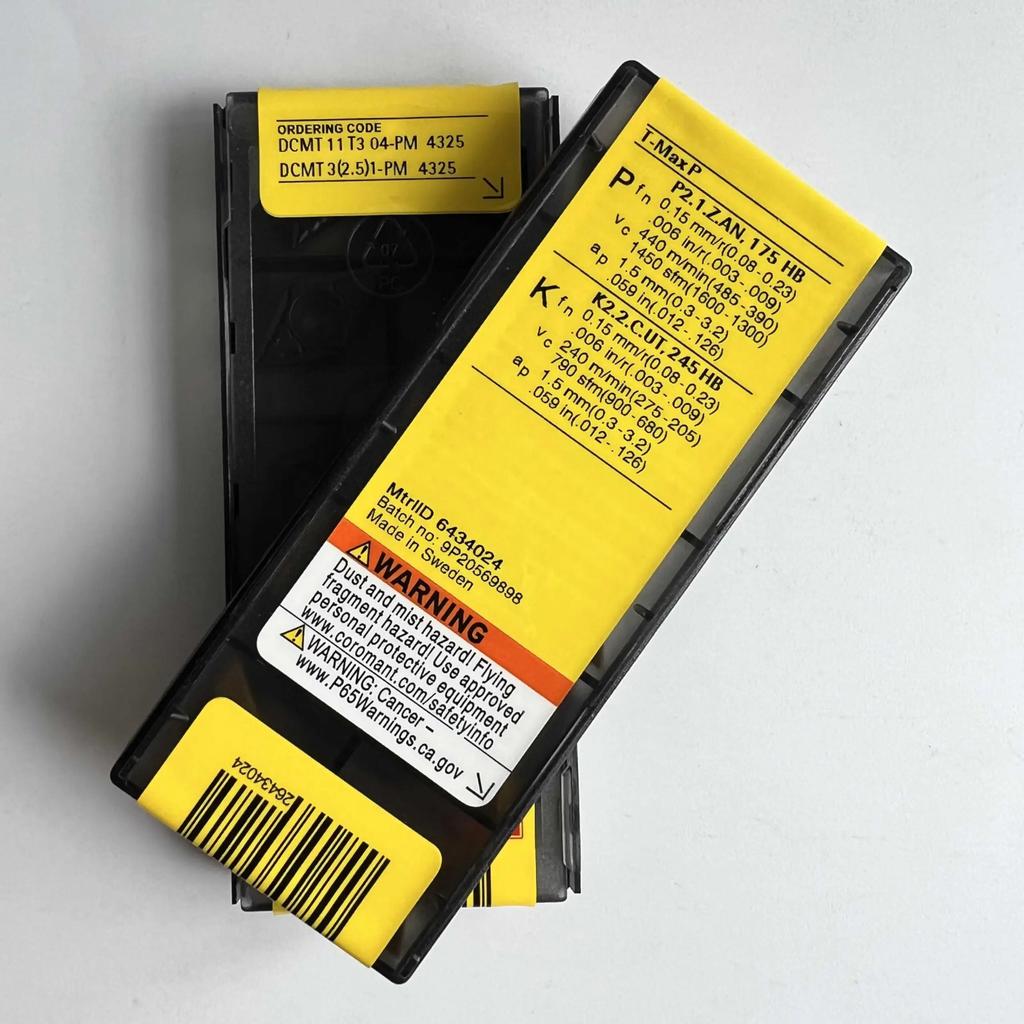 ORDERING CODE
DCMT 11 T3 04-PM 4325
DCMT 3(2.5)1-PM 4325
07
PC
T-Max P
P P2.1.Z.AN, 175 HB
fn 0.15 mm/r(0.08-0.23)
.006 in/r(.003-.009)
vc 440 m/min(485-390)
1450 sfm(1600-1300)
ap 1.5 mm(0.3-3.2)
.059 in(.012-.126)
K K2.2.C.UT, 245 HB
fn 0.15 mm/r(0.08-0.23)
.006 in/r(.003-.009)
vc 240 m/min(275-205)
790 sfm(900-680)
ap 1.5 mm(0.3-3.2)
.059 in(.012-.126)
MtrlID 6434024
Batch no. 9P20569898
Made in Sweden
WARNING
Dust and mist hazard! Flying
fragment hazard! Use approved
personal protective equipment
www.coromant.com/safetyinfo
WARNING: Cancer –
www.P65Warnings.ca.gov
26434024